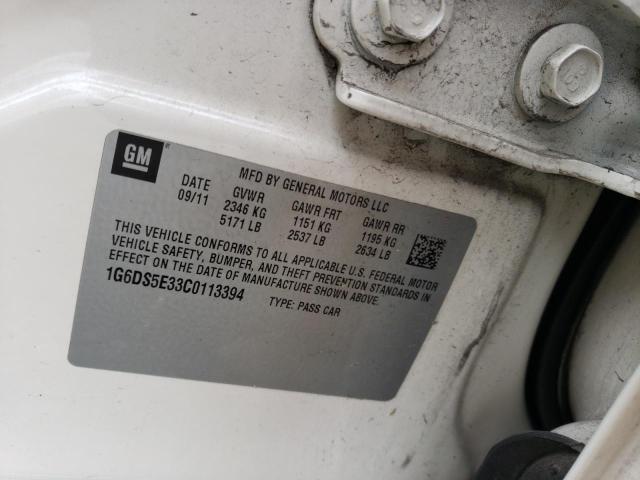 GM
MFD BY GENERAL MOTORS LLC
DATE GVWR GAWR FRT GAWR RR
09/11 2346 KG 1151 KG 1195 KG
5171 LB 2537 LB 2634 LB
THIS VEHICLE CONFORMS TO ALL APPLICABLE U.S. FEDERAL MOTOR
VEHICLE SAFETY, BUMPER, AND THEFT PREVENTION STANDARDS IN
EFFECT ON THE DATE OF MANUFACTURE SHOWN ABOVE.
1G6DS5E33C0113394
TYPE: PASS CAR